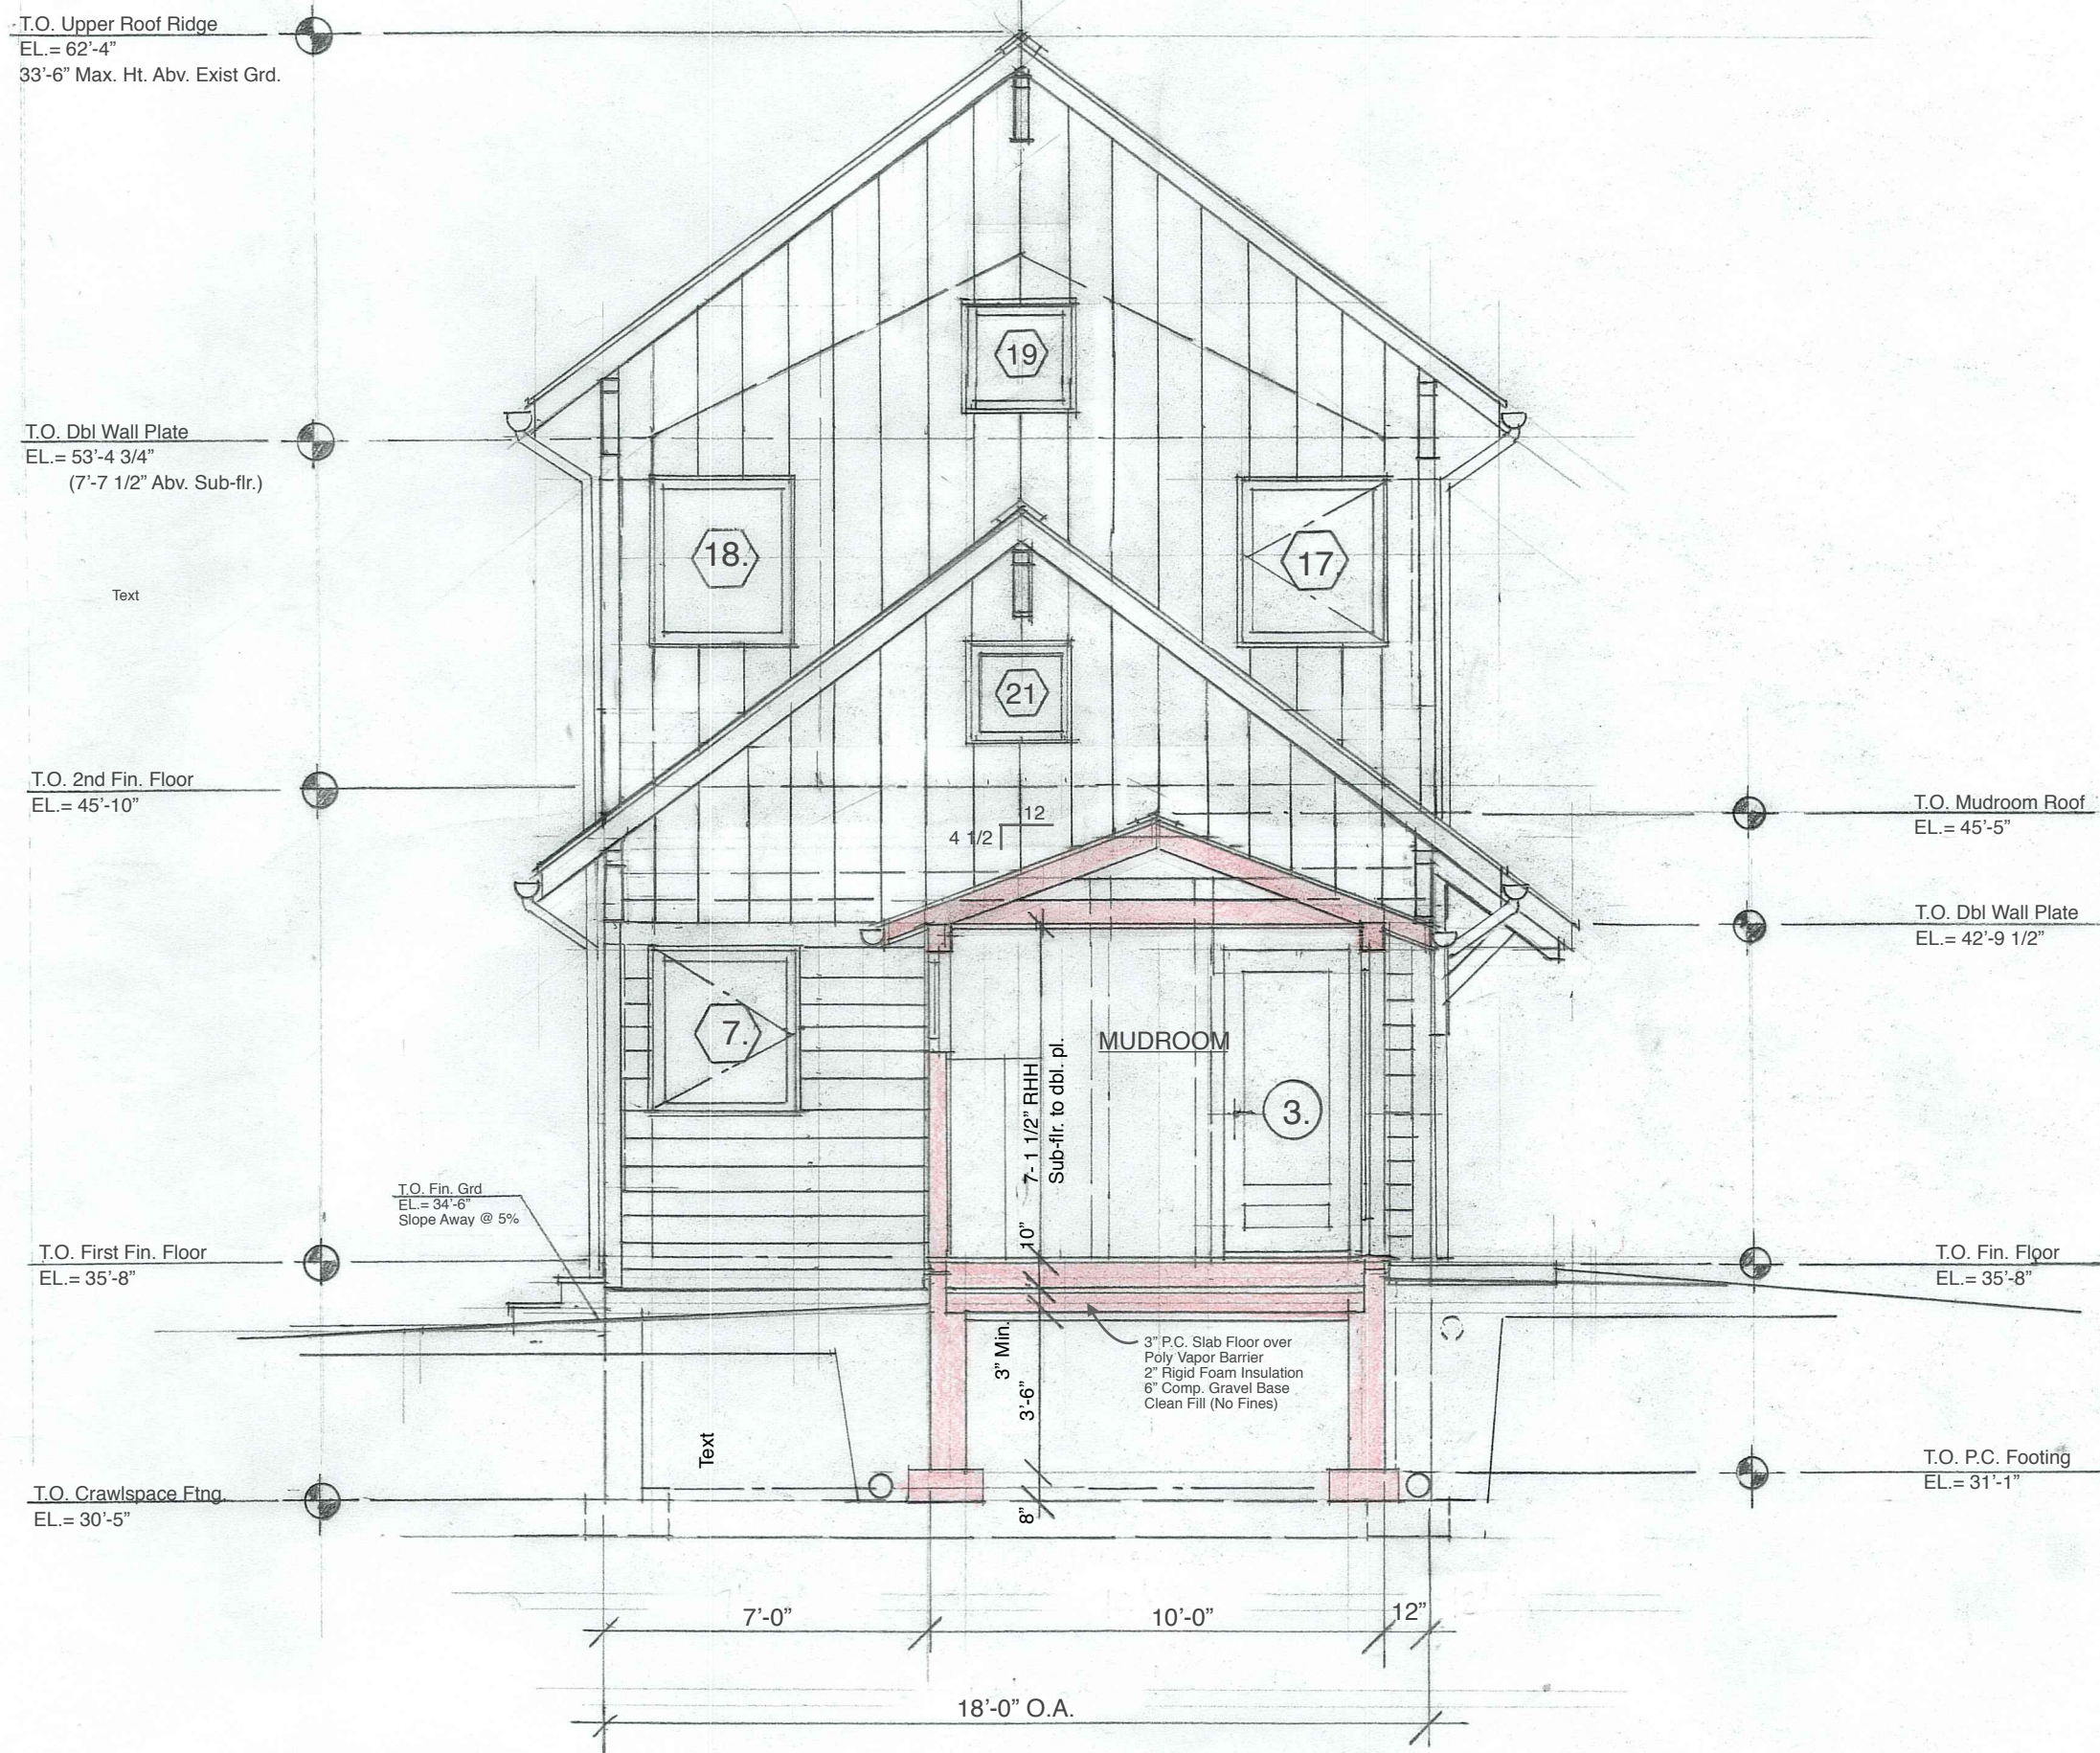 T.O. Upper Roof Ridge
EL.= 62’-4”
33’-6” Max. Ht. Abv. Exist Grd.
19
T.O. Dbl Wall Plate
EL.= 53’-4 3/4”
(7’-7 1/2” Abv. Sub-flr.)
18.
17.
Text
21
T.O. 2nd Fin. Floor
EL.= 45’-10”
12
4 1/2
T.O. Mudroom Roof
EL.= 45’-5”
T.O. Dbl Wall Plate
EL.= 42’-9 1/2”
7.
MUDROOM
7- 1 1/2” RHH
Sub-flr. to dbl. pl.
3.
T.O. Fin. Grd
EL.= 34’-6”
Slope Away @ 5%
10”
T.O. First Fin. Floor
EL.= 35’-8”
T.O. Fin. Floor
EL.= 35’-8”
3” Min.
3” P.C. Slab Floor over
Poly Vapor Barrier
2” Rigid Foam Insulation
6” Comp. Gravel Base
Clean Fill (No Fines)
3’-6”
Text
T.O. P.C. Footing
EL.= 31’-1”
T.O. Crawlspace Ftng.
EL.= 30’-5”
8”
7’-0”
10’-0”
12”
18’-0” O.A.